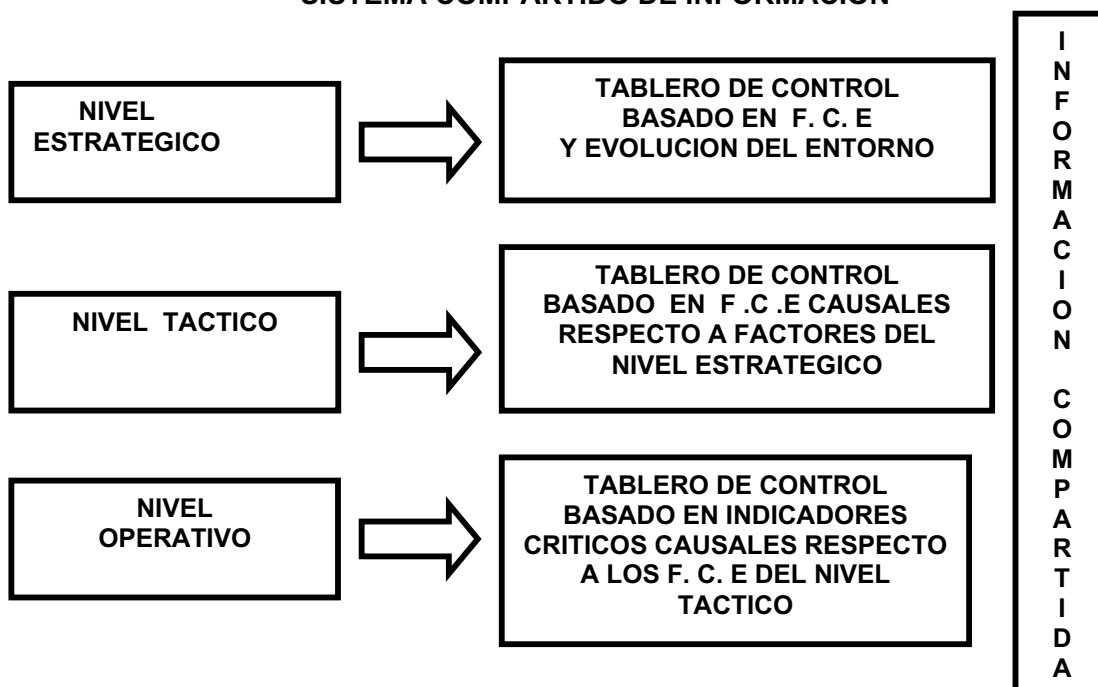 SISTEMA COMPARTIDO DE INFORMACION
NIVEL
ESTRATEGICO
TABLERO DE CONTROL
BASADO EN F. C. E
Y EVOLUCION DEL ENTORNO
NIVEL TACTICO
TABLERO DE CONTROL
BASADO EN F .C .E CAUSALES
RESPECTO A FACTORES DEL
NIVEL ESTRATEGICO
NIVEL
OPERATIVO
TABLERO DE CONTROL
BASADO EN INDICADORES
CRITICOS CAUSALES RESPECTO
A LOS F. C. E DEL NIVEL
TACTICO
I
N
F
O
R
M
A
C
I
O
N
C
O
M
P
A
R
T
I
D
A